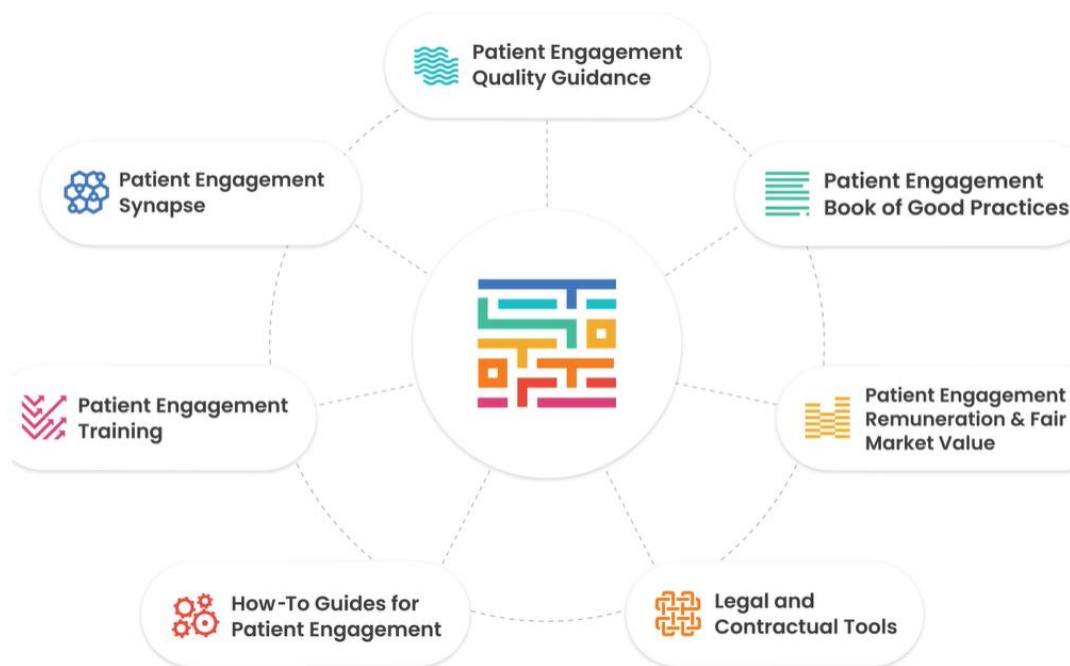 Patient Engagement
Quality Guidance
Patient Engagement
Synapse
Patient Engagement
Book of Good Practices
Patient Engagement
Training
Patient Engagement
Remuneration & Fair
Market Value
How-To Guides for
Patient Engagement
Legal and
Contractual Tools